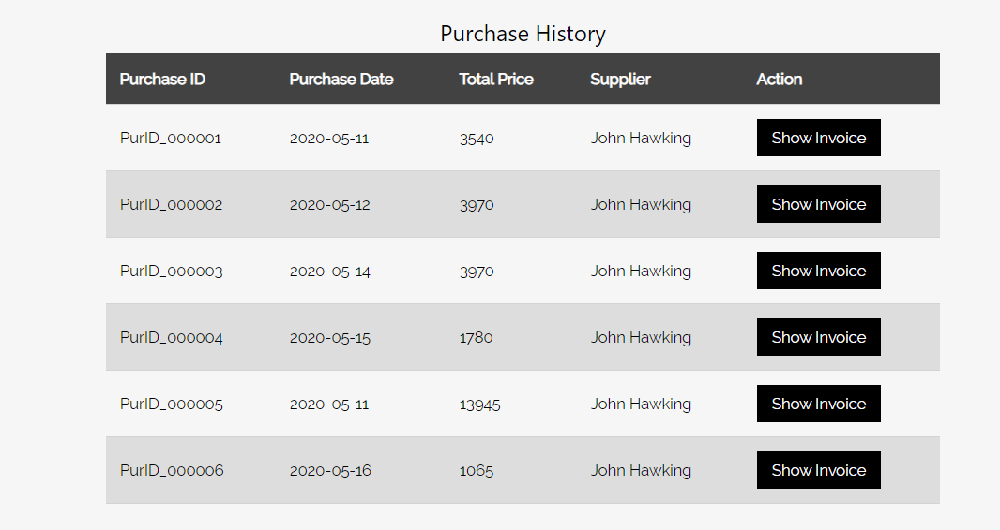 Purchase History
Purchase ID Purchase Date Total Price Supplier Action
PurID_000001 2020-05-11 3540 John Hawking Show Invoice
PurID_000002 2020-05-12 3970 John Hawking Show Invoice
PurID_000003 2020-05-14 3970 John Hawking Show Invoice
PurID_000004 2020-05-15 1780 John Hawking Show Invoice
PurID_000005 2020-05-11 13945 John Hawking Show Invoice
PurID_000006 2020-05-16 1065 John Hawking Show Invoice